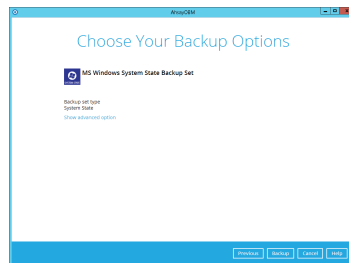 AhsayOBM
Choose Your Backup Options
MS Windows System State Backup Set
Backup set type
System State
Show advanced option
Previous
Backup
Cancel
Help